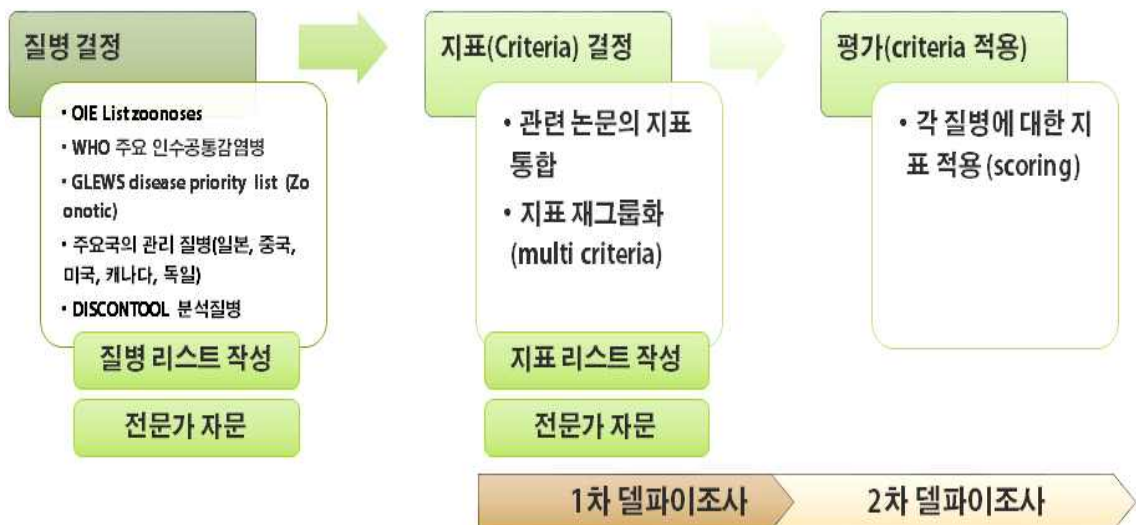 질병 결정
• OIE Listzoonoses
• WHO 주요 인수공통감염병
• GLEWS disease priority list (Zo
onotic)
• 주요국의 관리 질병(일본, 중국,
미국, 캐나다, 독일)
• DISCONTOOL 분석질병
질병 리스트 작성
전문가 자문
지표(Criteria) 결정
• 관련 논문의 지표
통합
• 지표 재그룹화
(multi criteria)
지표 리스트 작성
전문가 자문
평가(criteria 적용)
• 각 질병에 대한 지
표 적용 (scoring)
1차 델파이조사
2차 델파이조사